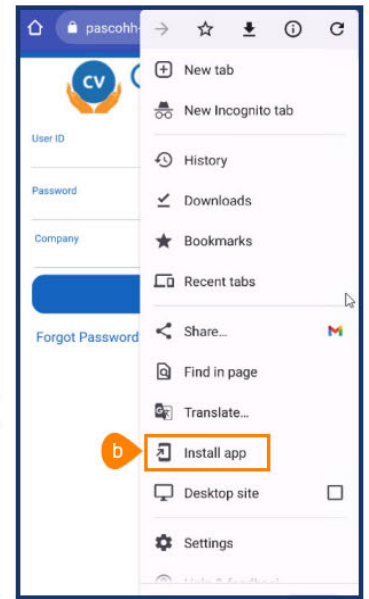 pascohh-
CV
New tab
New Incognito tab
User ID
History
Password
Downloads
Company
Bookmarks
Recent tabs
Share...
Forgot Password
Find in page
Translate...
b
Install app
Desktop site
Settings